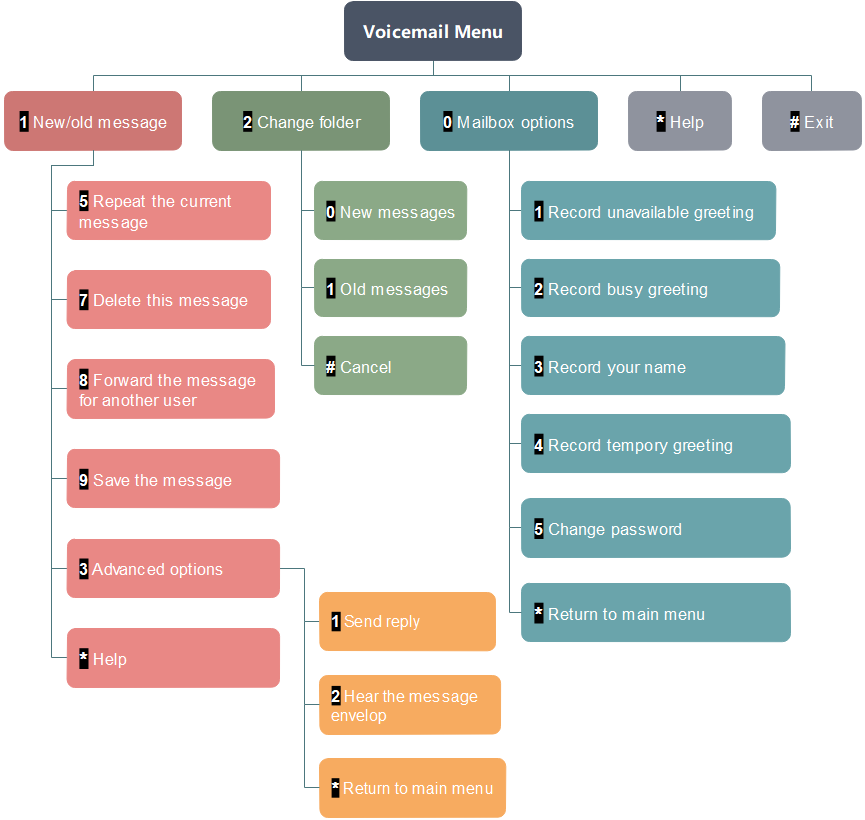 Voicemail Menu
1 New/old message
2 Change folder
0 Mailbox options
* Help
# Exit
5 Repeat the current
message
7 Delete this message
8 Forward the message
for another user
9 Save the message
3 Advanced options
* Help
1 Send reply
2 Hear the message
envelop
* Return to main menu
0 New messages
1 Old messages
# Cancel
1 Record unavailable greeting
2 Record busy greeting
3 Record your name
4 Record tempory greeting
5 Change password
* Return to main menu